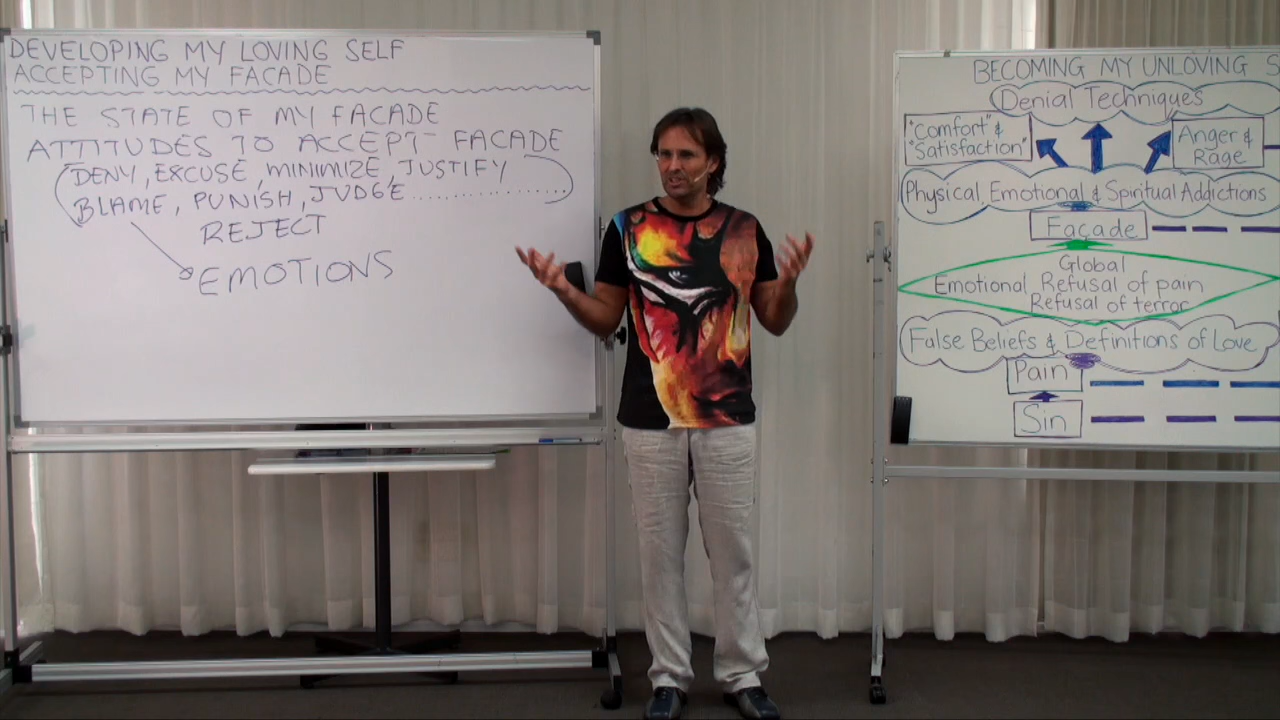 DEVELOPING MY LOVING SELF
ACCEPTING MY FACADE
THE STATE OF MY FACADE
ATTITUDES TO ACCEPT FACADE
(DENY, EXCUSE, MINIMIZE, JUSTIFY
BLAME, PUNISH, JUDGE ..............)
REJECT
EMOTIONS
BECOMING MY UNLOVING S
Denial Techniques
"Comfort" &
"Satisfaction"
Anger &
Rage
Physical, Emotional & Spiritual Addictions
Façade
Global
Emotional Refusal of pain
Refusal of terror
False Beliefs & Definitions of Love
Pain
Sin